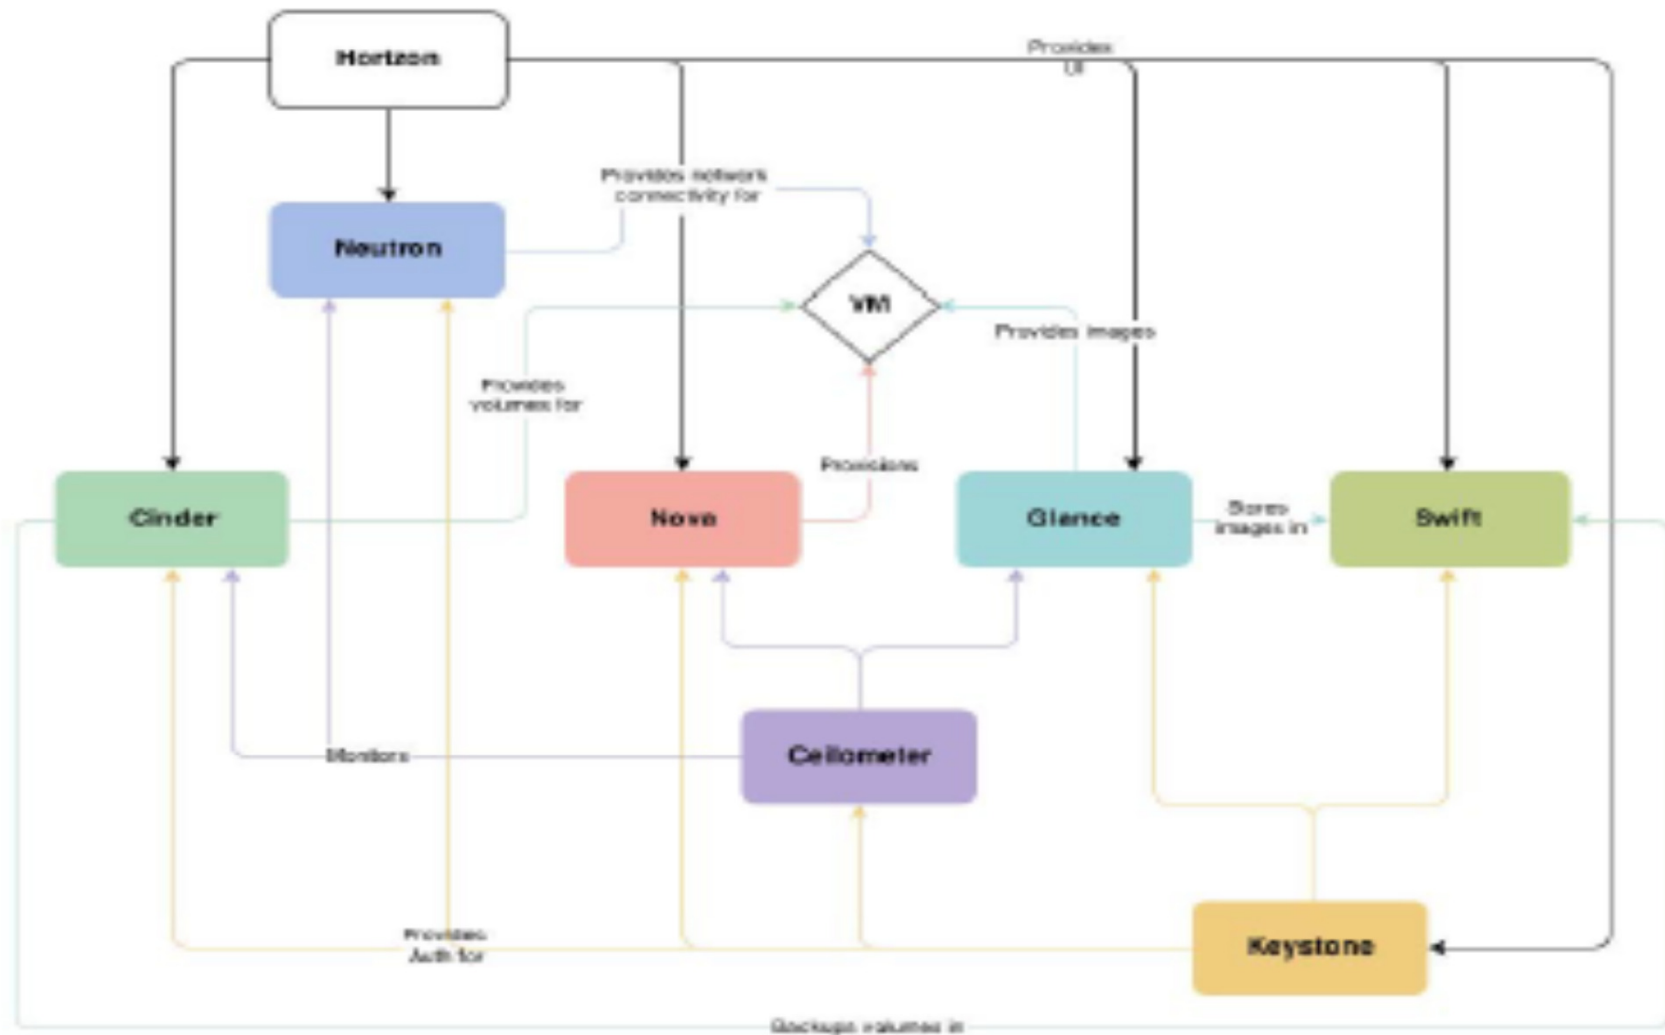 Horizon
Provides
UI
Provides network
connectivity for
Neutron
VM
Provides images
Provides
volumes for
Provisions
Cinder
Nova
Glance
Stores
images in
Swift
Monitors
Ceilometer
Provides
Auth for
Keystone
Backups volumes in